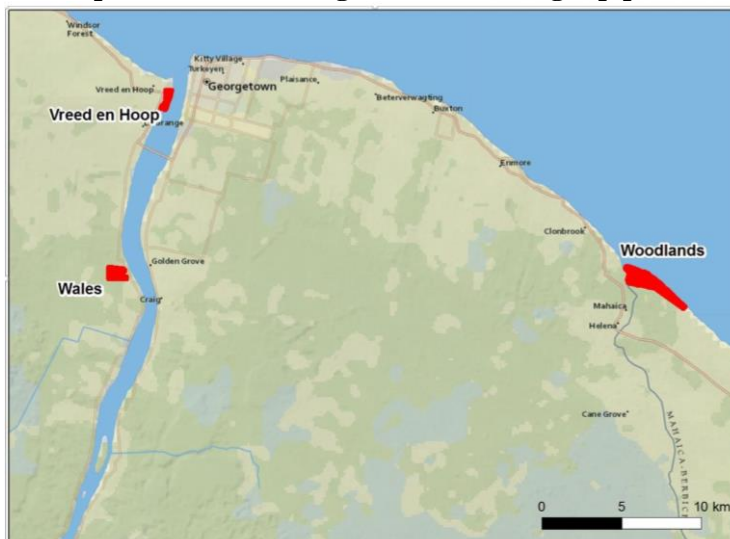 Windsor
Forest
Kitty Village
Turkeyen
Plaisance
Georgetown
Vreed en Hoop
Vreed en Hoop
Beterverwagting
Buxton
Enmore
Clonbrook
Woodlands
Golden Grove
Wales
Craig
Mahaica
Helena
Cane Grove
MAHAICA-BERBICE
0 5 10 km